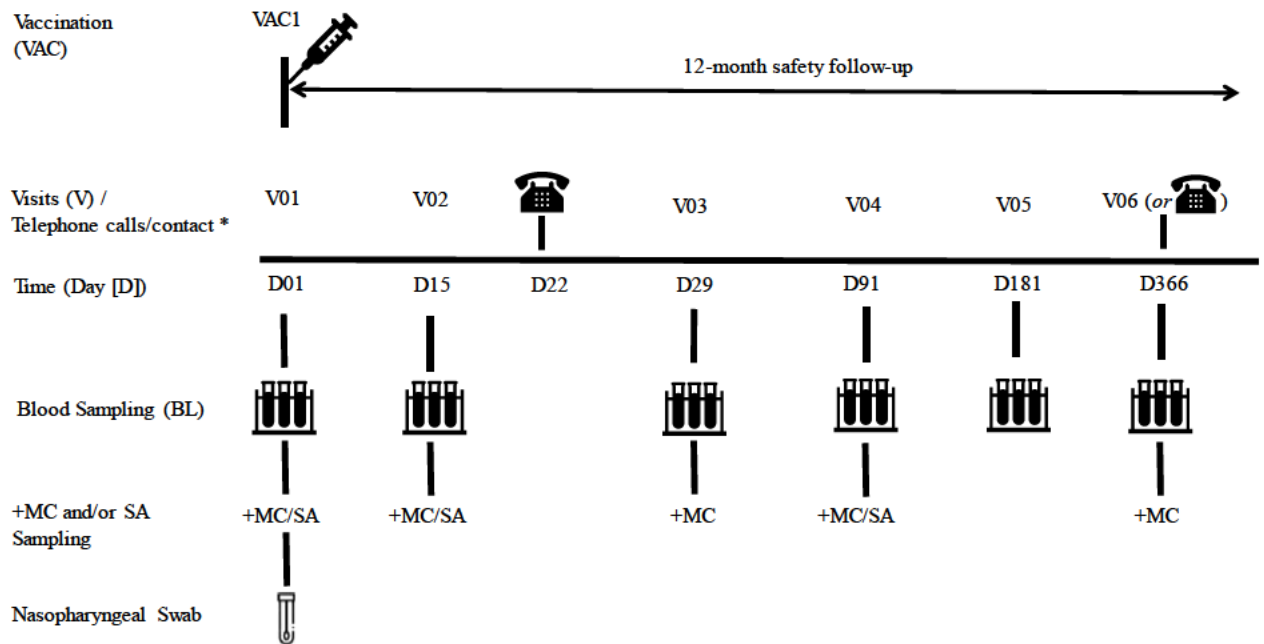 Vaccination
(VAC)
VAC1
12-month safety follow-up
Visits (V) /
Telephone calls/contact *
V01 V02 V03 V04 V05 V06 (or )
Time (Day [D])
D01 D15 D22 D29 D91 D181 D366
Blood Sampling (BL)
+MC and/or SA
Sampling
+MC/SA +MC/SA +MC +MC/SA +MC
Nasopharyngeal Swab